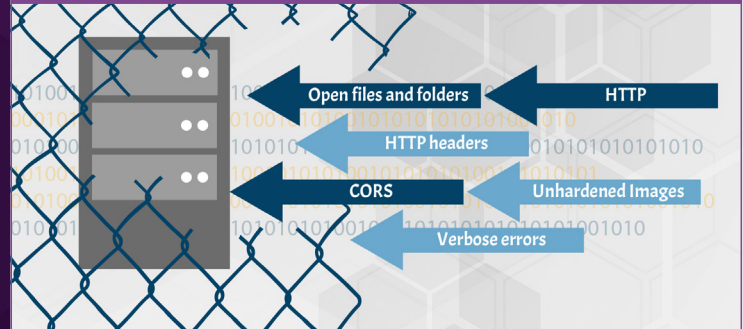 Open files and folders
HTTP
HTTP headers
CORS
Unhardened Images
Verbose errors